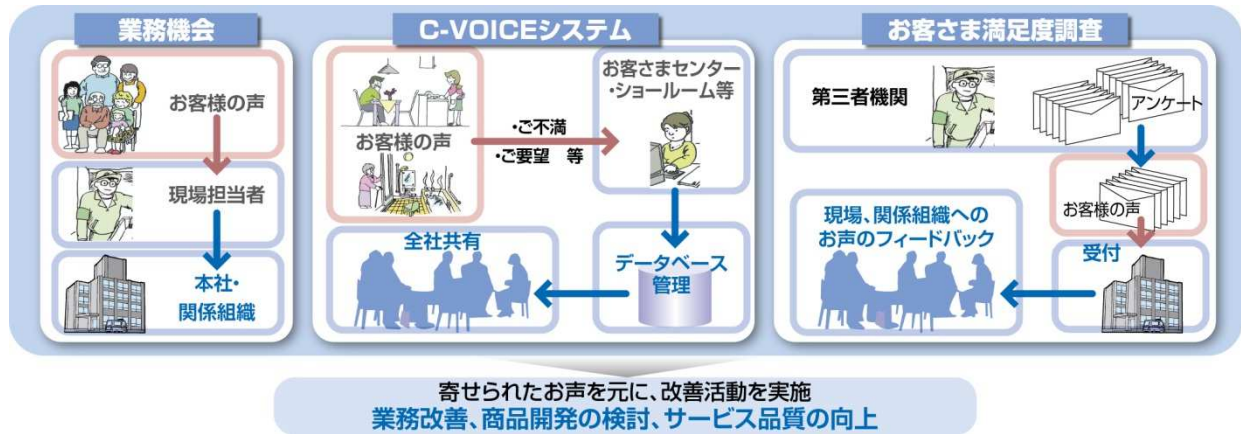 業務機会
お客様の声
現場担当者
本社・
関係組織
C-VOICEシステム
お客様の声
・ご不満
・ご要望 等
お客さまセンター
・ショールーム等
データベース
管理
全社共有
お客さま満足度調査
第三者機関
アンケート
お客様の声
受付
現場、関係組織への
お声のフィードバック
寄せられたお声を元に、改善活動を実施
業務改善、商品開発の検討、サービス品質の向上